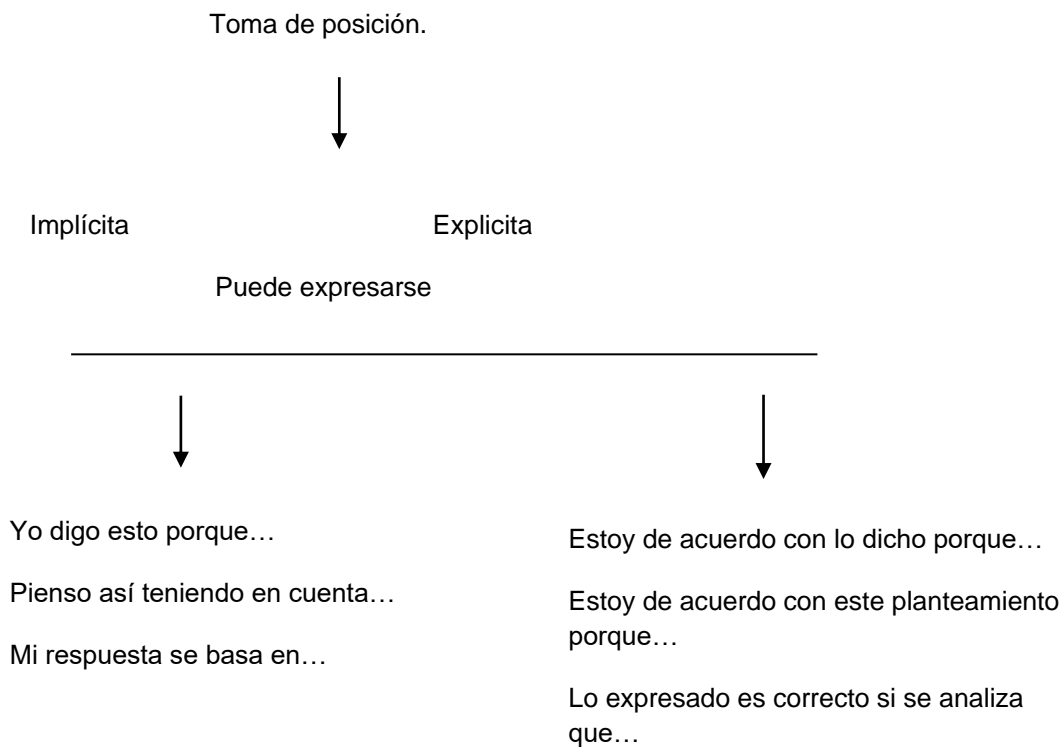 Toma de posición.
Implícita
Explicita
Puede expresarse
Yo digo esto porque…
Pienso así teniendo en cuenta…
Mi respuesta se basa en…
Estoy de acuerdo con lo dicho porque…
Estoy de acuerdo con este planteamiento
porque…
Lo expresado es correcto si se analiza
que…